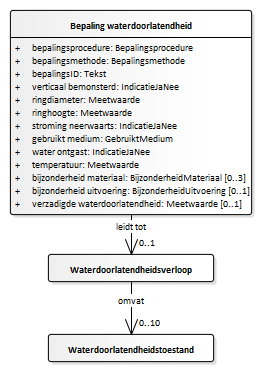 Bepaling waterdoorlatendheid
+ bepalingsprocedure: Bepalingsprocedure
+ bepalingsmethode: Bepalingsmethode
+ bepalingsID: Tekst
+ verticaal bemonsterd: IndicatieJaNee
+ ringdiameter: Meetwaarde
+ ringhoogte: Meetwaarde
+ stroming neerwaarts: IndicatieJaNee
+ gebruikt medium: GebruiktMedium
+ water ontgast: IndicatieJaNee
+ temperatuur: Meetwaarde
+ bijzonderheid materiaal: BijzonderheidMateriaal [0..3]
+ bijzonderheid uitvoering: BijzonderheidUitvoering [0..1]
+ verzadigde waterdoorlatendheid: Meetwaarde [0..1]
leidt tot
0..1
Waterdoorlatendheidsverloop
omvat
0..10
Waterdoorlatendheidstoestand